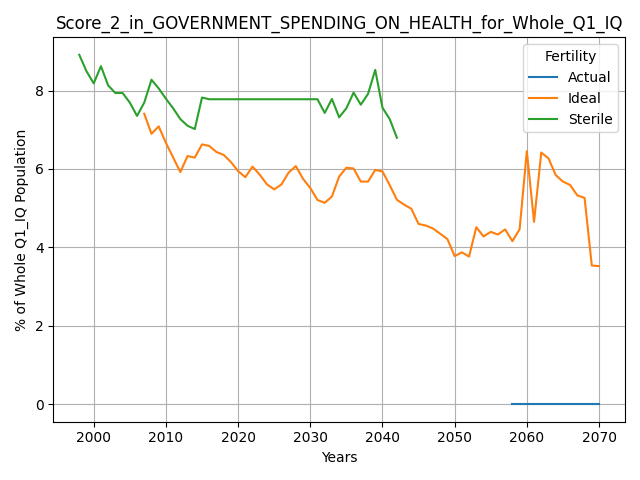 Score_2_in_GOVERNMENT_SPENDING_ON_HEALTH_for_Whole_Q1_IQ
Fertility
Actual
Ideal
Sterile
% of Whole Q1_IQ Population
8
6
4
2
0
2000 2010 2020 2030 2040 2050 2060 2070
Years